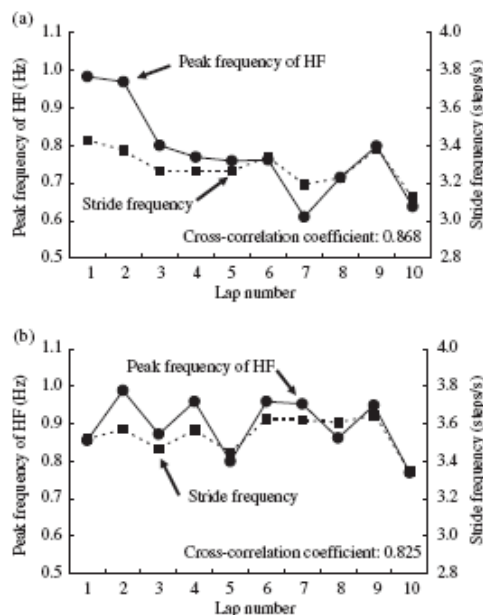 (a)
1.1
1.0
0.9
0.8
0.7
0.6
0.5
Peak frequency of HF (Hz)
4.0
3.8
3.6
3.4
3.2
3.0
2.8
Stride frequency (steps/s)
Peak frequency of HF
Stride frequency
Cross-correlation coefficient: 0.868
1 2 3 4 5 6 7 8 9 10
Lap number
(b)
1.1
1.0
0.9
0.8
0.7
0.6
0.5
Peak frequency of HF (Hz)
4.0
3.8
3.6
3.4
3.2
3.0
2.8
Stride frequency (steps/s)
Peak frequency of HF
Stride frequency
Cross-correlation coefficient: 0.825
1 2 3 4 5 6 7 8 9 10
Lap number